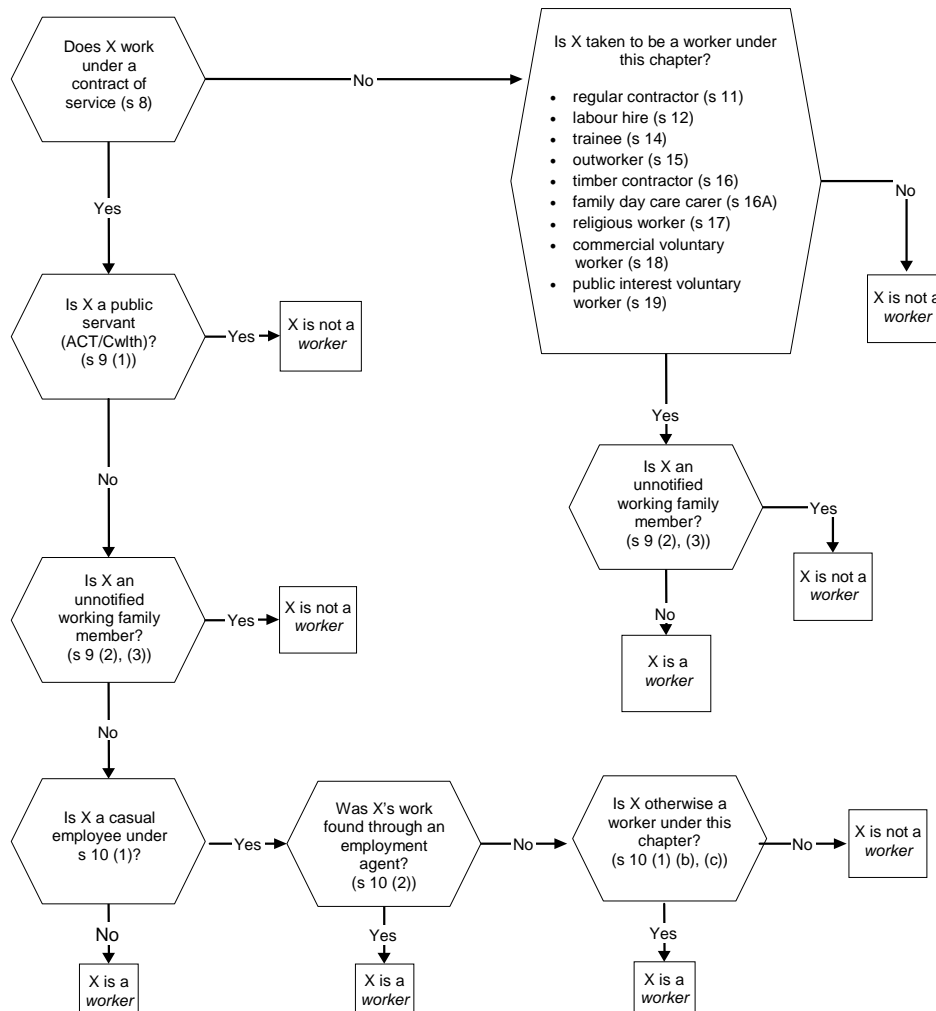 Does X work
under a
contract of
service (s 8)
No
Is X taken to be a worker under
this chapter?
• regular contractor (s 11)
• labour hire (s 12)
• trainee (s 14)
• outworker (s 15)
• timber contractor (s 16)
• family day care carer (s 16A)
• religious worker (s 17)
• commercial voluntary
worker (s 18)
• public interest voluntary
worker (s 19)
No
X is not a
worker
Yes
Is X a public
servant
(ACT/Cwlth)?
(s 9 (1))
Yes
X is not a
worker
Yes
Is X an
unnotified
working family
member?
(s 9 (2), (3))
Yes
X is not a
worker
No
X is a
worker
No
Is X an
unnotified
working family
member?
(s 9 (2), (3))
Yes
X is not a
worker
No
Is X a casual
employee under
s 10 (1)?
Yes
Was X's work
found through an
employment
agent?
(s 10 (2))
No
Is X otherwise a
worker under this
chapter?
(s 10 (1) (b), (c))
No
X is not a
worker
No
X is a
worker
Yes
X is a
worker
Yes
X is a
worker